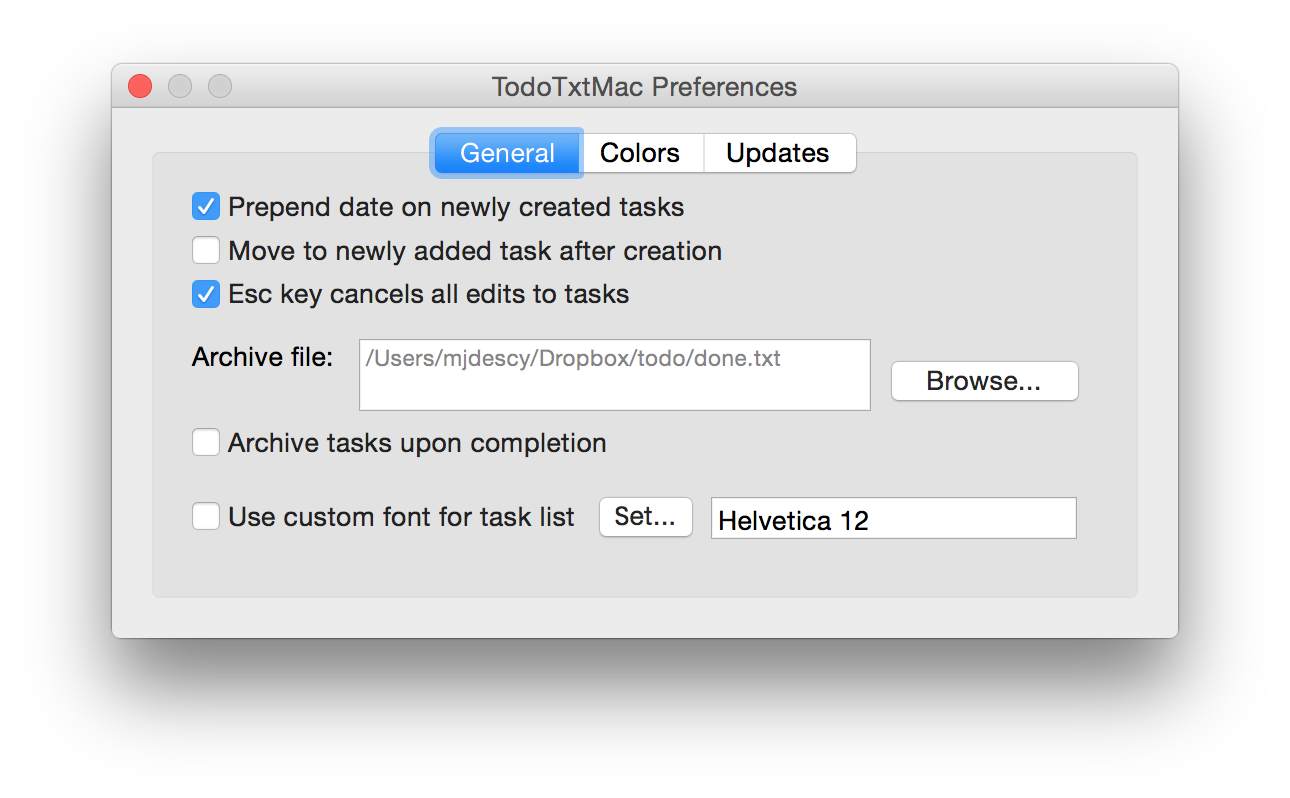 TodoTxtMac Preferences
General Colors Updates
Prepend date on newly created tasks
Move to newly added task after creation
Esc key cancels all edits to tasks
Archive file: /Users/mjdescy/Dropbox/todo/done.txt
Browse...
Archive tasks upon completion
Use custom font for task list Set... Helvetica 12